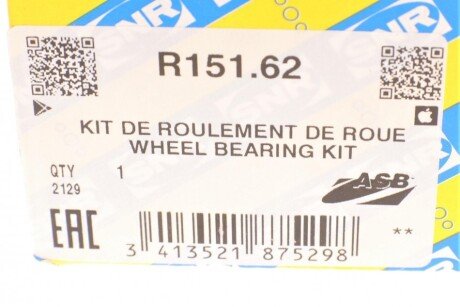 SNR
R151.62
SNR
KIT DE ROULEMENT DE ROUE
WHEEL BEARING KIT
QTY 1
2129
ASB
EAC
**
3 413521 875298